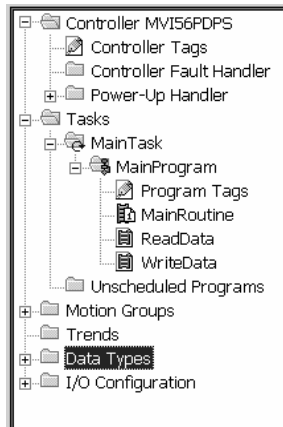 Controller MVI56PDPS
Controller Tags
Controller Fault Handler
Power-Up Handler
Tasks
MainTask
MainProgram
Program Tags
MainRoutine
ReadData
WriteData
Unscheduled Programs
Motion Groups
Trends
Data Types
I/O Configuration